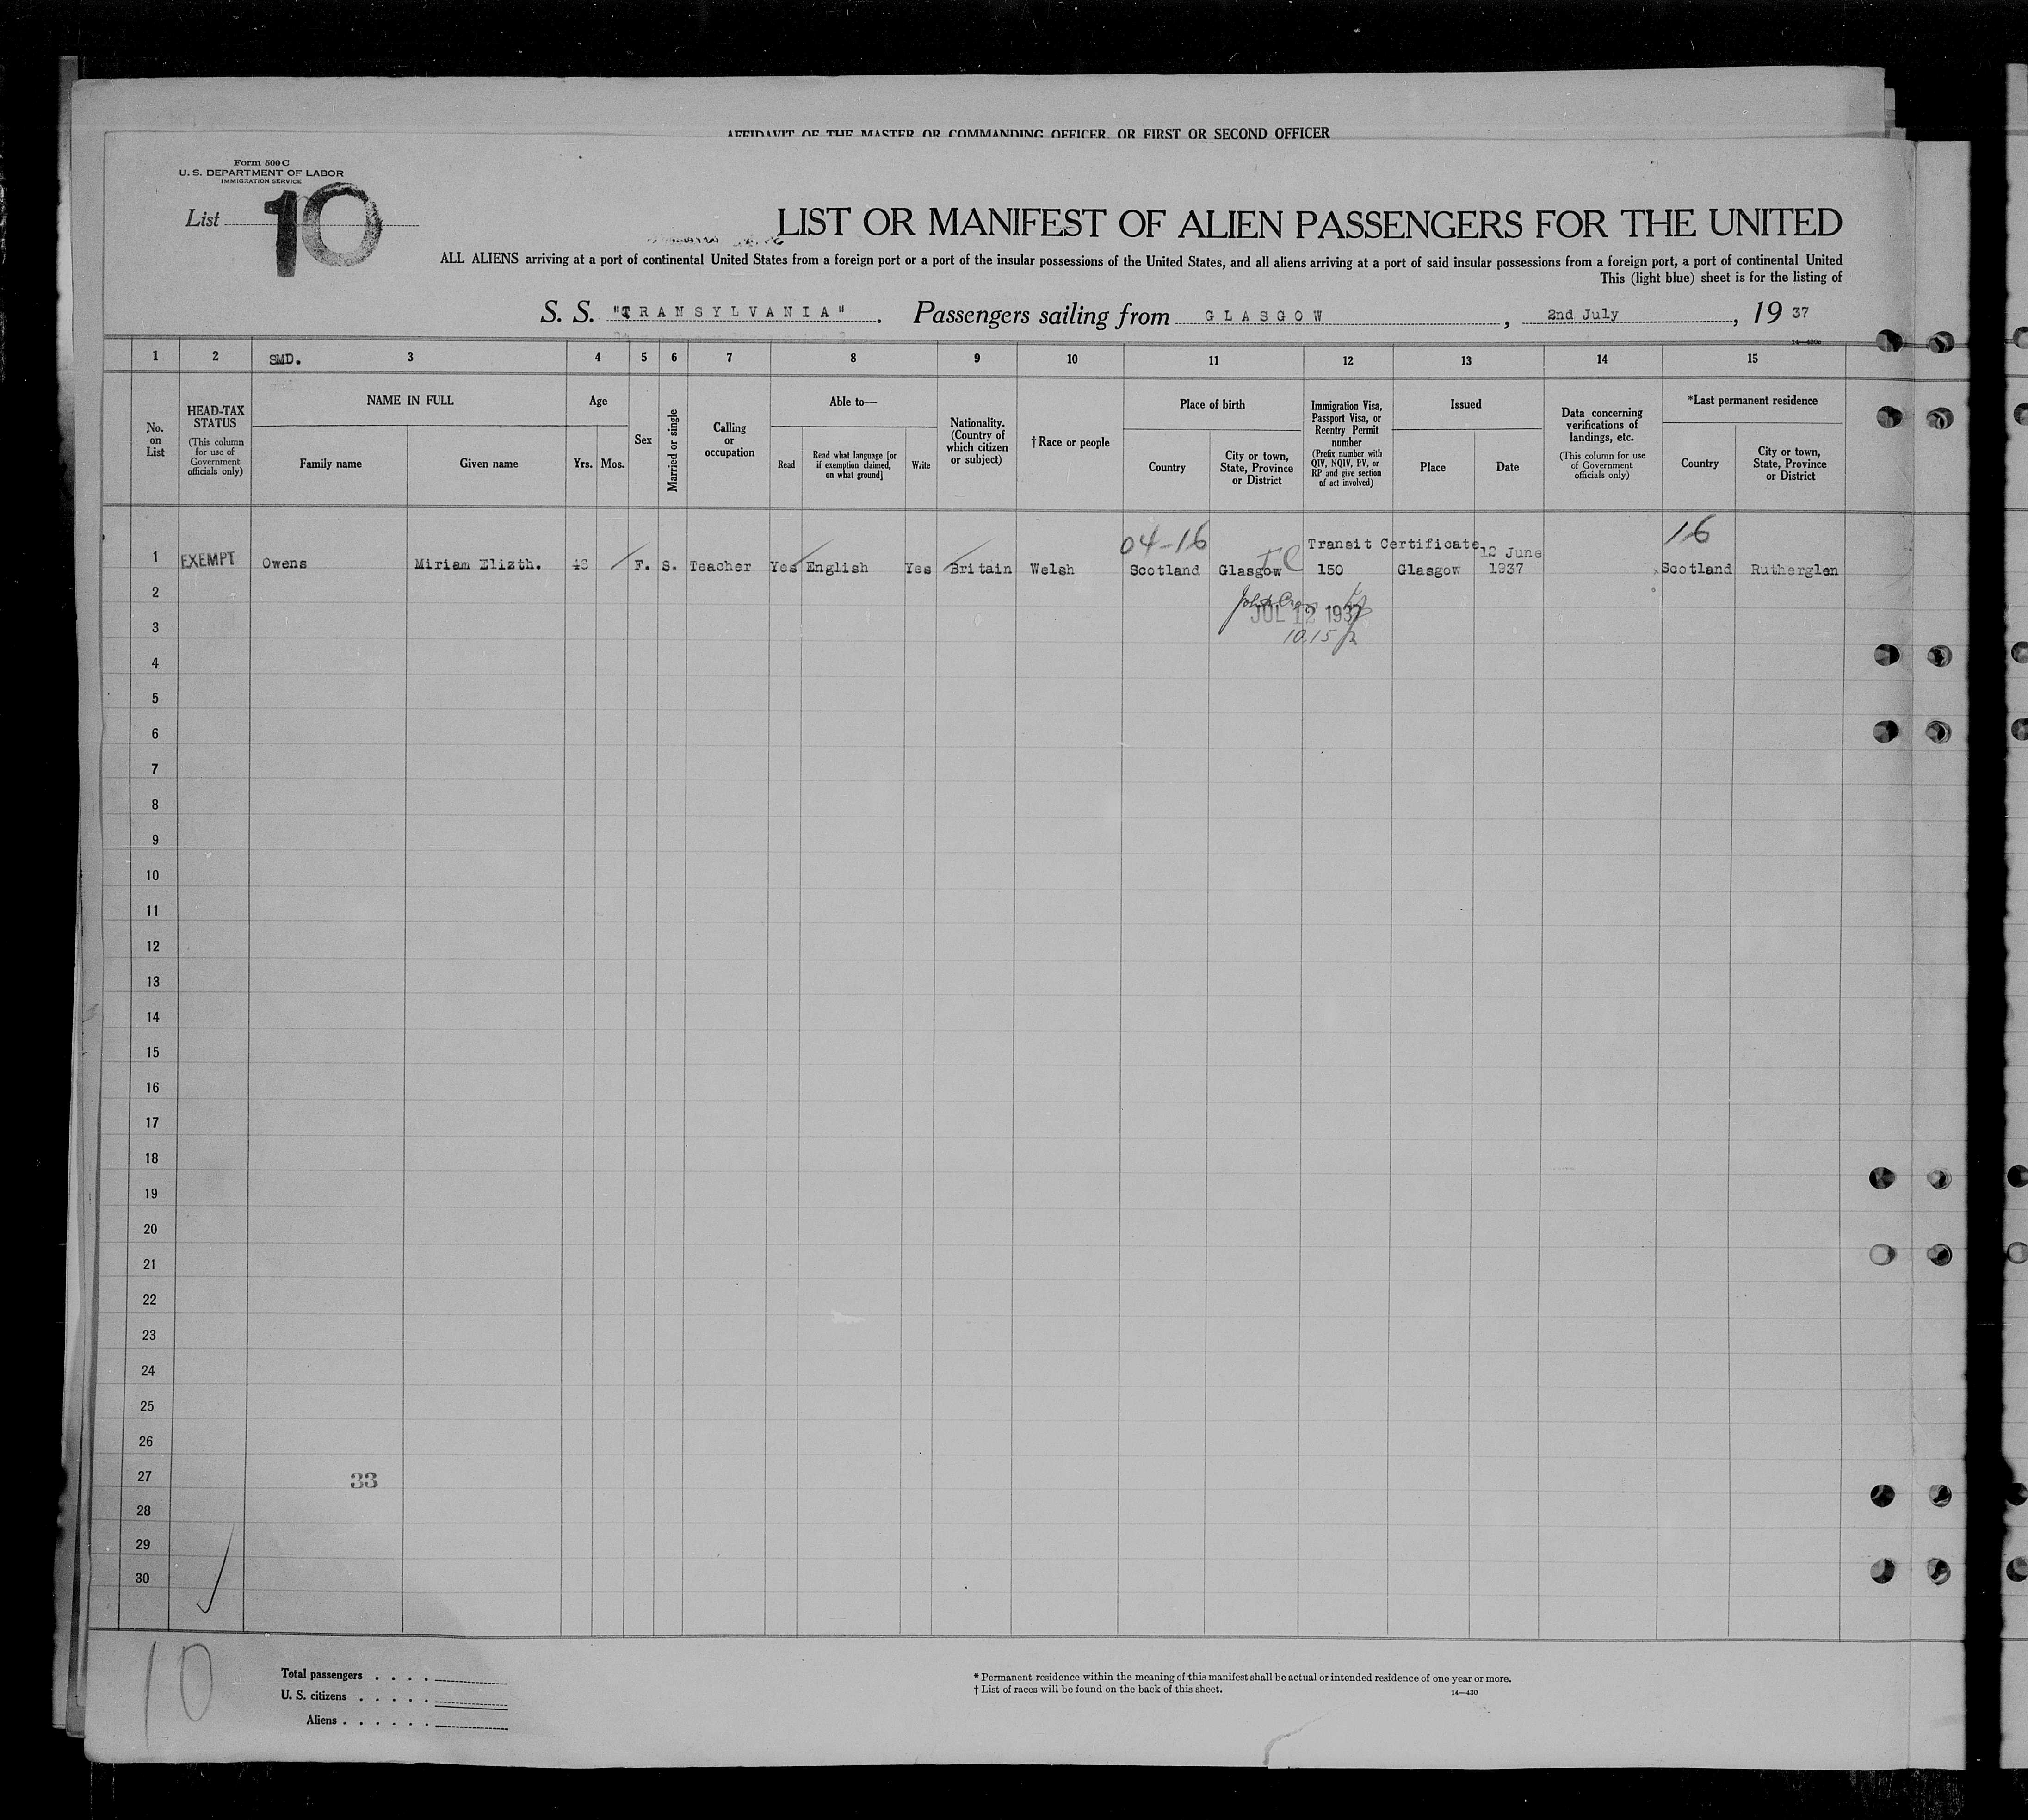 AFFIDAVIT OF THE MASTER OR COMMANDING OFFICER, OR FIRST OR SECOND OFFICER
Form 500 C
U. S. DEPARTMENT OF LABOR
IMMIGRATION SERVICE
List 10
LIST OR MANIFEST OF ALIEN PASSENGERS FOR THE UNITED
ALL ALIENS arriving at a port of continental United States from a foreign port or a port of the insular possessions of the United States, and all aliens arriving at a port of said insular possessions from a foreign port, a port of continental United
This (light blue) sheet is for the listing of
S. S. "TRANSYLVANIA". Passengers sailing from GLASGOW, 2nd July, 19 37
14—430c
1 2 SMD. 3 4 5 6 7 8 9 10 11 12 13 14 15
No. on List
HEAD-TAX STATUS
(This column for use of Government officials only)
NAME IN FULL
Family name
Given name
Age
Yrs. Mos.
Sex
Married or single
Calling or occupation
Able to—
Read
Read what language [or if exemption claimed, on what ground]
Write
Nationality. (Country of which citizen or subject)
†Race or people
Place of birth
Country
City or town, State, Province or District
Immigration Visa, Passport Visa, or Reentry Permit number
(Prefix number with QIV, NQIV, PV, or RP and give section of act involved)
Issued
Place
Date
Data concerning verifications of landings, etc.
(This column for use of Government officials only)
*Last permanent residence
Country
City or town, State, Province or District
04-16
16
Transit Certificate 12 June
1 EXEMPT Owens Miriam Elizth. F. S. Teacher Yes English Yes Britain Welsh Scotland Glasgow 150 Glasgow 1937 Scotland Rutherglen
TC
2
JUL 12 1937
3
10.15
4
5
6
7
8
9
10
11
12
13
14
15
16
17
18
19
20
21
22
23
24
25
26
27 33
28
29
30
10
Total passengers . . . .
U. S. citizens . . . . .
Aliens . . . . . .
* Permanent residence within the meaning of this manifest shall be actual or intended residence of one year or more.
† List of races will be found on the back of this sheet.
14—430